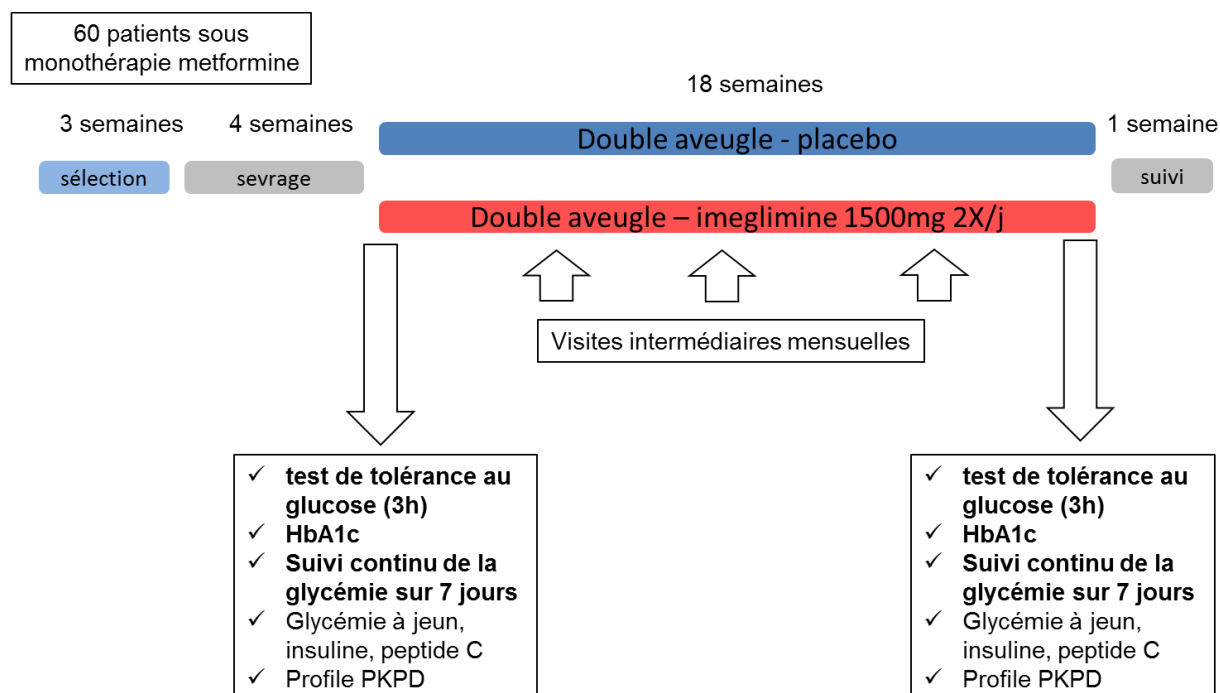 60 patients sous
monothérapie metformine
18 semaines
3 semaines
4 semaines
1 semaine
Double aveugle - placebo
sélection
sevrage
suivi
Double aveugle – imeglimine 1500mg 2X/j
Visites intermédiaires mensuelles
✓ test de tolérance au
glucose (3h)
✓ HbA1c
✓ Suivi continu de la
glycémie sur 7 jours
✓ Glycémie à jeun,
insuline, peptide C
✓ Profile PKPD
✓ test de tolérance au
glucose (3h)
✓ HbA1c
✓ Suivi continu de la
glycémie sur 7 jours
✓ Glycémie à jeun,
insuline, peptide C
✓ Profile PKPD